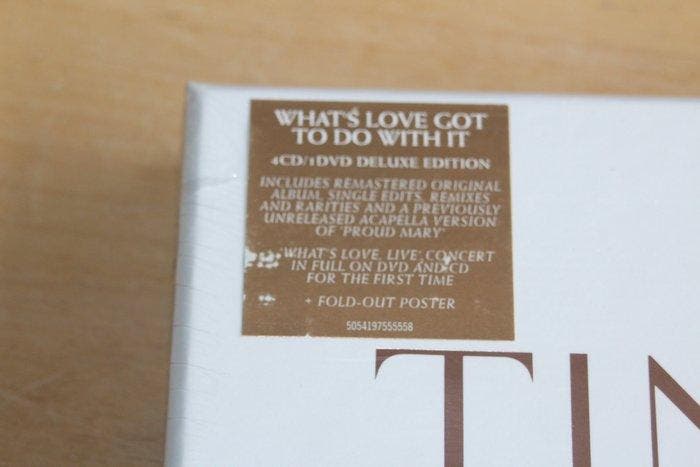 WHAT'S LOVE GOT
TO DO WITH IT
4CD/1DVD DELUXE EDITION
INCLUDES REMASTERED ORIGINAL
ALBUM, SINGLE EDITS, REMIXES
AND RARITIES AND A PREVIOUSLY
UNRELEASED ACAPELLA VERSION
OF 'PROUD MARY'
'WHAT'S LOVE, LIVE' CONCERT
IN FULL ON DVD AND CD
FOR THE FIRST TIME
+ FOLD-OUT POSTER
5054197555558
TIN